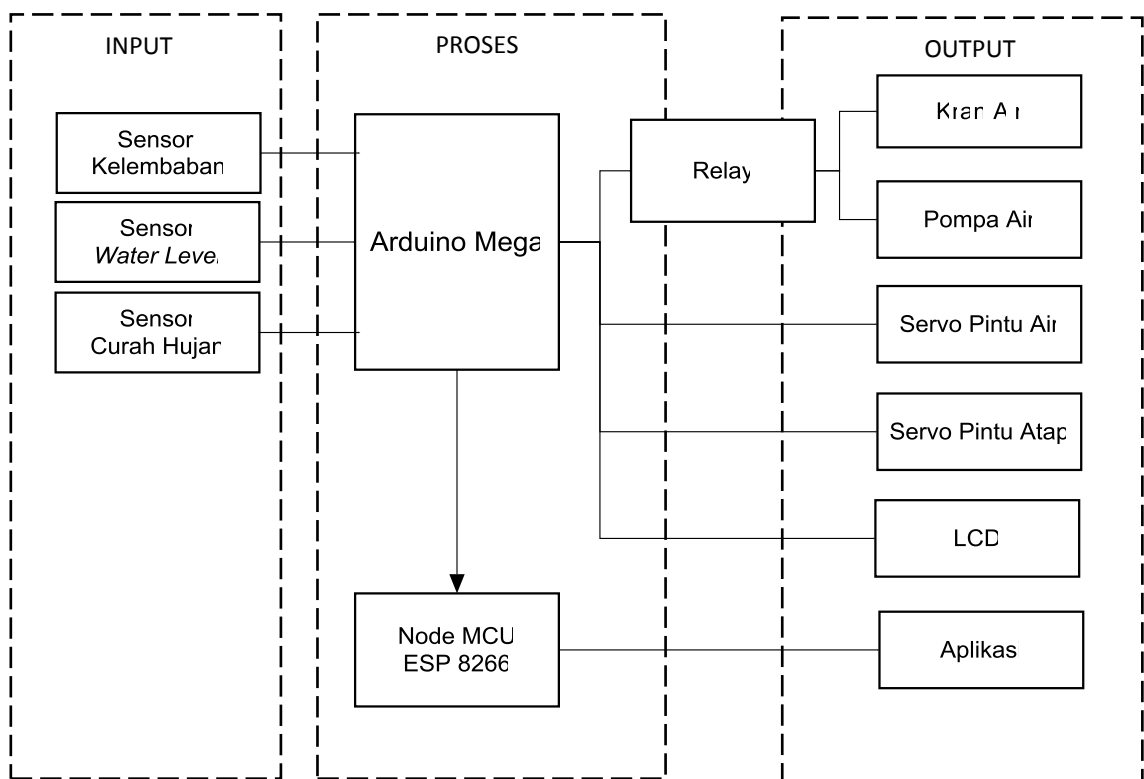 INPUT
Sensor
Kelembaban
Sensor
Water Level
Sensor
Curah Hujan
PROSES
Arduino Mega
Node MCU
ESP 8266
Relay
OUTPUT
Kran Air
Pompa Air
Servo Pintu Air
Servo Pintu Atap
LCD
Aplikas